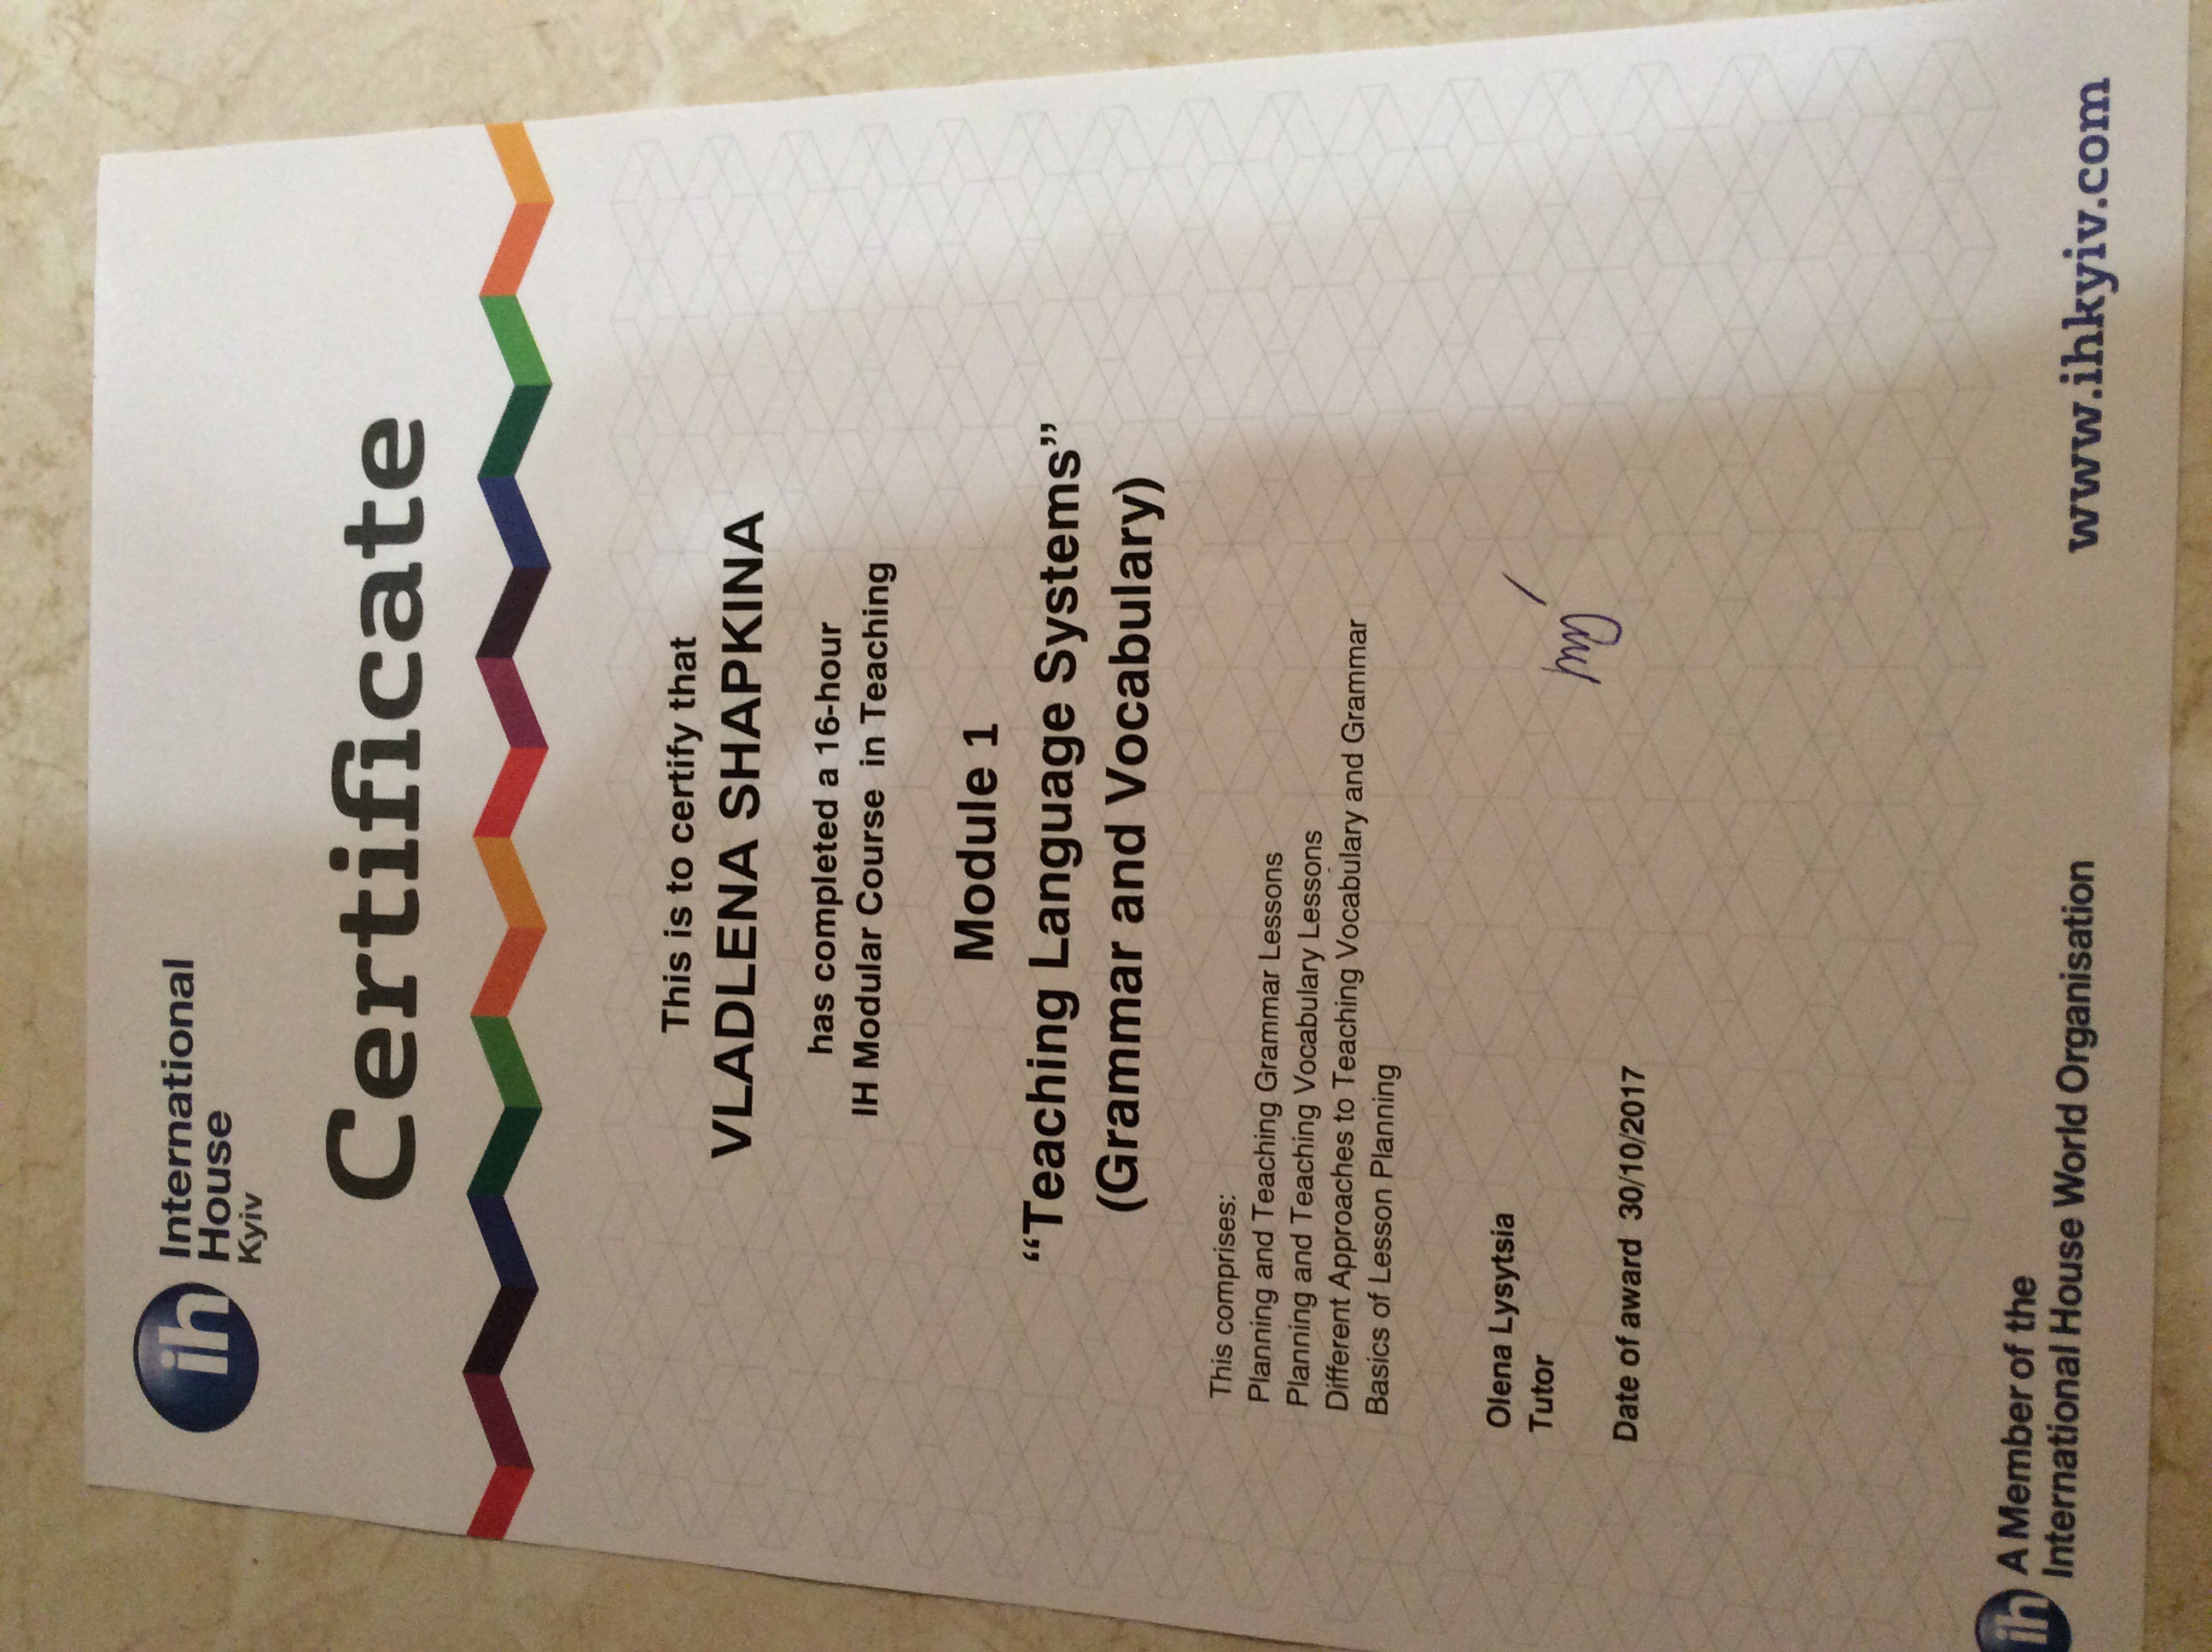 ih International
House
Kyiv
Certificate
This is to certify that
VLADLENA SHAPKINA
has completed a 16-hour
IH Modular Course in Teaching
Module 1
“Teaching Language Systems”
(Grammar and Vocabulary)
This comprises:
Planning and Teaching Grammar Lessons
Planning and Teaching Vocabulary Lessons
Different Approaches to Teaching Vocabulary and Grammar
Basics of Lesson Planning
Olena Lysytsia
Tutor
Date of award 30/10/2017
ih A Member of the
International House World Organisation
www.ihkyiv.com